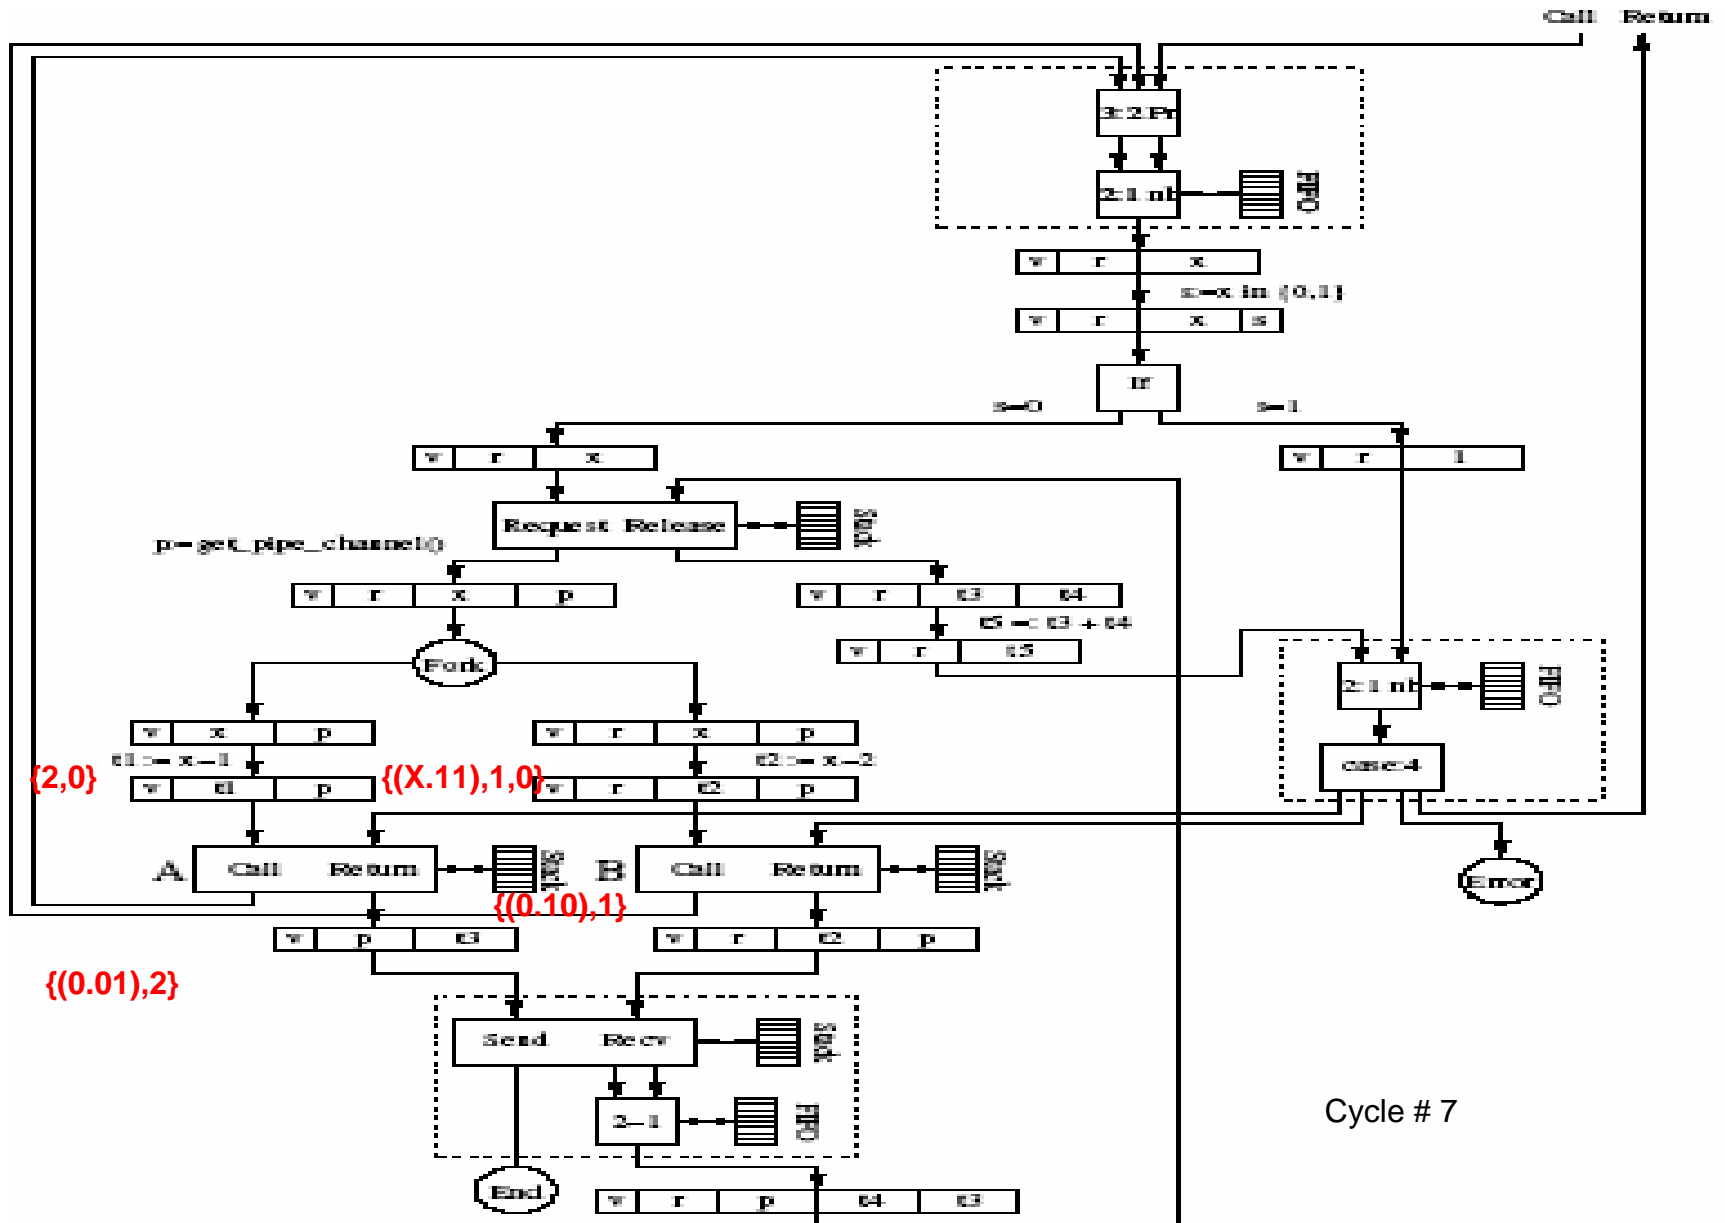 Call Return
3:2 Pr
2:1 nb
FIFO
v r x
s:=x in {0,1}
v r x s
If
s=0 s=1
v r x
v r 1
Request Release
Stack
p=get_pipe_channel()
v r x p
v r t3 t4
t5 =: t3 + t4
v r t5
Fork
2:1 nb
FIFO
v x p
v r x p
t1 := x-1
t2 := x-2
{2,0}
v t1 p
{(X.11),1,0}
v r t2 p
case:4
A
Call Return
Stack
B
Call Return
Stack
Error
{(0.10),1}
v p t3
v r t2 p
{(0.01),2}
Send Recv
Stack
2-1
FIFO
Cycle # 7
End
v r p t4 t3